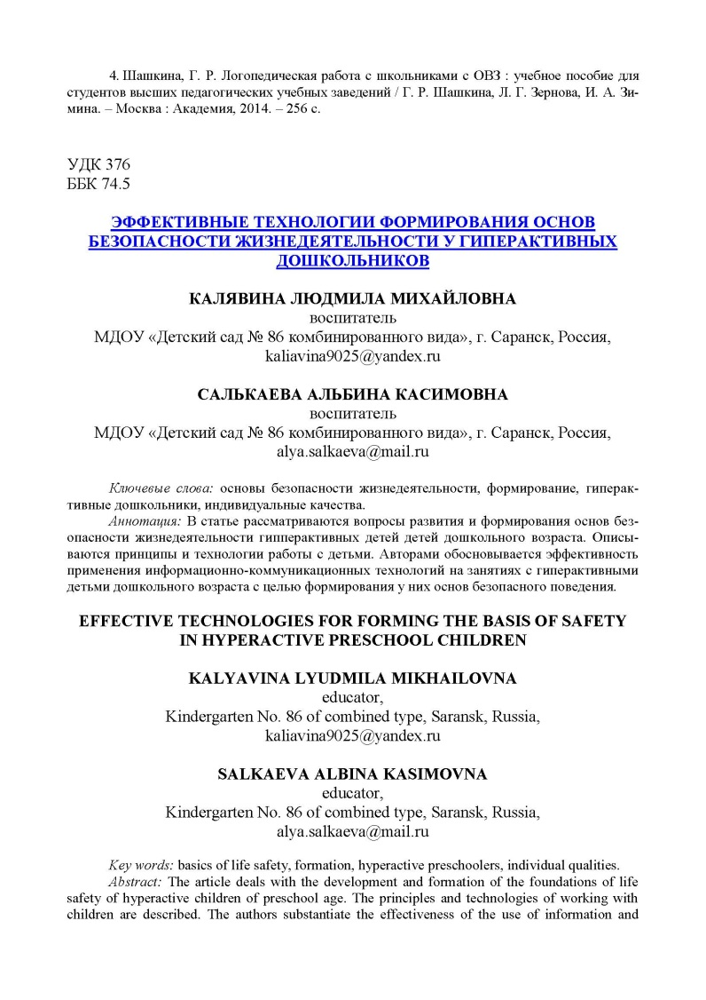 4. Шашкина, Г. Р. Логопедическая работа с школьниками с ОВЗ : учебное пособие для
студентов высших педагогических учебных заведений / Г. Р. Шашкина, Л. Г. Зернова, И. А. Зи-
мина. – Москва : Академия, 2014. – 256 с.
УДК 376
ББК 74.5
ЭФФЕКТИВНЫЕ ТЕХНОЛОГИИ ФОРМИРОВАНИЯ ОСНОВ
БЕЗОПАСНОСТИ ЖИЗНЕДЕЯТЕЛЬНОСТИ У ГИПЕРАКТИВНЫХ
ДОШКОЛЬНИКОВ
КАЛЯВИНА ЛЮДМИЛА МИХАЙЛОВНА
воспитатель
МДОУ «Детский сад № 86 комбинированного вида», г. Саранск, Россия,
kaliavina9025@yandex.ru
САЛЬКАЕВА АЛЬБИНА КАСИМОВНА
воспитатель
МДОУ «Детский сад № 86 комбинированного вида», г. Саранск, Россия,
alya.salkaeva@mail.ru
Ключевые слова: основы безопасности жизнедеятельности, формирование, гиперак-
тивные дошкольники, индивидуальные качества.
Аннотация: В статье рассматриваются вопросы развития и формирования основ без-
опасности жизнедеятельности гипперактивных детей детей дошкольного возраста. Описы-
ваются принципы и технологии работы с детьми. Авторами обосновывается эффективность
применения информационно-коммуникационных технологий на занятиях с гиперактивными
детьми дошкольного возраста с целью формирования у них основ безопасного поведения.
EFFECTIVE TECHNOLOGIES FOR FORMING THE BASIS OF SAFETY
IN HYPERACTIVE PRESCHOOL CHILDREN
KALYAVINA LYUDMILA MIKHAILOVNA
educator,
Kindergarten No. 86 of combined type, Saransk, Russia,
kaliavina9025@yandex.ru
SALKAEVA ALBINA KASIMOVNA
educator,
Kindergarten No. 86 of combined type, Saransk, Russia,
alya.salkaeva@mail.ru
Key words: basics of life safety, formation, hyperactive preschoolers, individual qualities.
Abstract: The article deals with the development and formation of the foundations of life
safety of hyperactive children of preschool age. The principles and technologies of working with
children are described. The authors substantiate the effectiveness of the use of information and